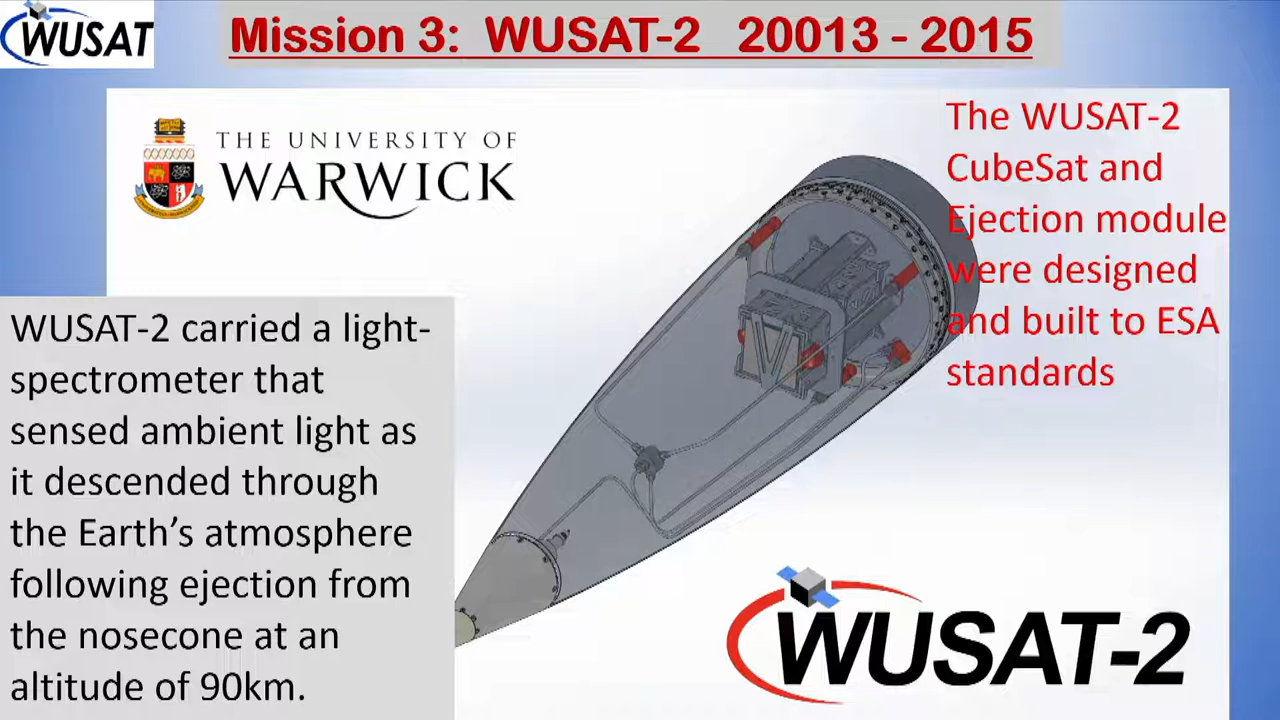 WUSAT
Mission 3: WUSAT-2 20013 - 2015
THE UNIVERSITY OF
WARWICK
The WUSAT-2
CubeSat and
Ejection module
were designed
and built to ESA
standards
WUSAT-2 carried a light-
spectrometer that
sensed ambient light as
it descended through
the Earth’s atmosphere
following ejection from
the nosecone at an
altitude of 90km.
WUSAT-2